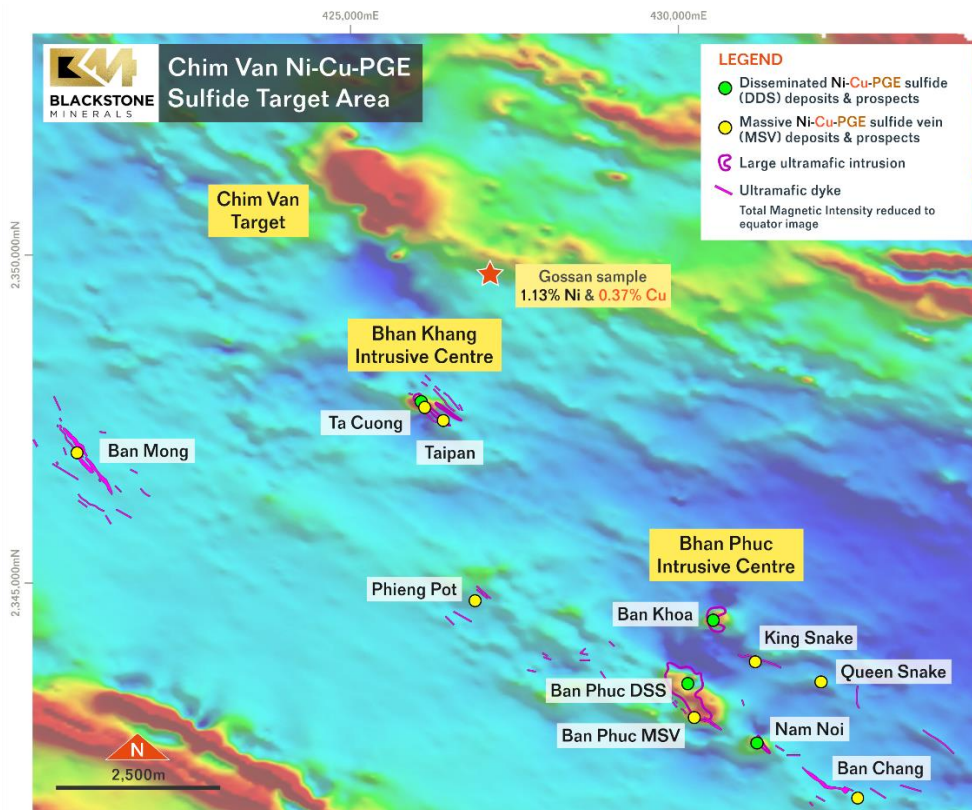 425,000mE
430,000mE
BLACKSTONE
MINERALS
Chim Van Ni-Cu-PGE
Sulfide Target Area
LEGEND
Disseminated Ni-Cu-PGE sulfide
(DDS) deposits & prospects
Massive Ni-Cu-PGE sulfide vein
(MSV) deposits & prospects
Large ultramafic intrusion
Ultramafic dyke
Total Magnetic Intensity reduced to
equator image
Chim Van
Target
2,350,000mN
Gossan sample
1.13% Ni & 0.37% Cu
Bhan Khang
Intrusive Centre
Ta Cuong
Taipan
Ban Mong
Bhan Phuc
Intrusive Centre
2,345,000mN
Phieng Pot
Ban Khoa
King Snake
Queen Snake
Ban Phuc DSS
Ban Phuc MSV
Nam Noi
Ban Chang
N
2,500m